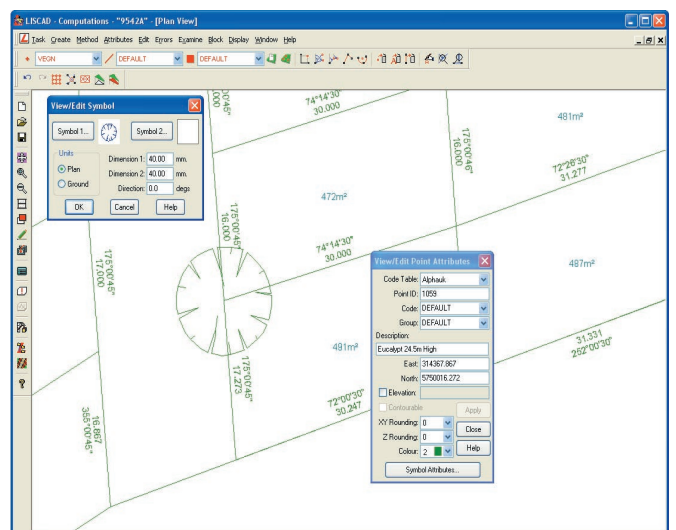 LISCAD - Computations - "9542A" - [Plan View]
Task Create Method Attributes Edit Errors Examine Block Display Window Help
VEGN DEFAULT DEFAULT
View/Edit Symbol
Symbol 1... Symbol 2...
Units
Plan
Ground
Dimension 1: 40.00 mm.
Dimension 2: 40.00 mm.
Direction: 0.0 degs
OK Cancel Help
74°14'30"
30.000
481m²
175°00'46"
16.000
72°26'30"
31.277
472m²
175°00'45"
16.000
175°00'45"
17.000
74°14'30"
30.000
487m²
491m²
175°00'45"
17.273
31.331
252°00'30"
72°00'30"
30.247
16.867
355°00'45"
View/Edit Point Attributes
Code Table: Alphauk
Point ID: 1059
Code: DEFAULT
Group: DEFAULT
Description:
Eucalypt 24.5m High
East: 314367.867
North: 5750016.272
Elevation:
Contourable
Apply
XY Rounding: 0
Close
Z Rounding: 0
Colour: 2
Help
Symbol Attributes...